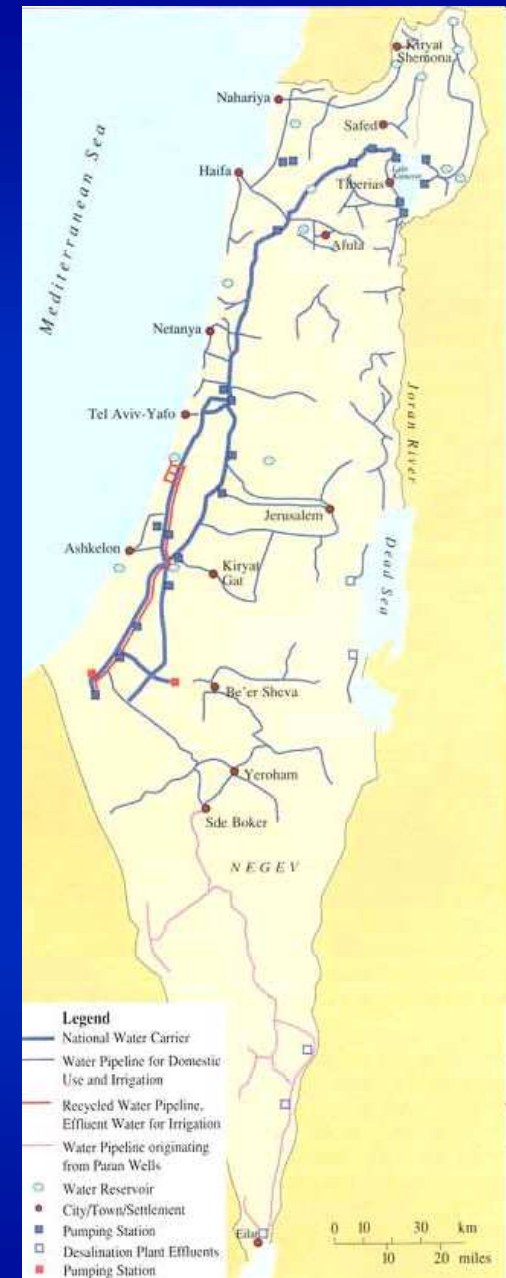 Kiryat
Shemona
Nahariya
Safed
Mediterranean Sea
Haifa
Lake
Tiberias
Afula
Netanya
Tel Aviv-Yafo
Joran River
Jerusalem
Ashkelon
Kiryat
Gat
Dead Sea
Be'er Sheva
Yeroham
Sde Boker
NEGEV
Eilat
Legend
National Water Carrier
Water Pipeline for Domestic
Use and Irrigation
Recycled Water Pipeline,
Effluent Water for Irrigation
Water Pipeline originating
from Paran Wells
Water Reservoir
City/Town/Settlement
Pumping Station
Desalination Plant Effluents
Pumping Station
0 10 30 km
10 20 miles